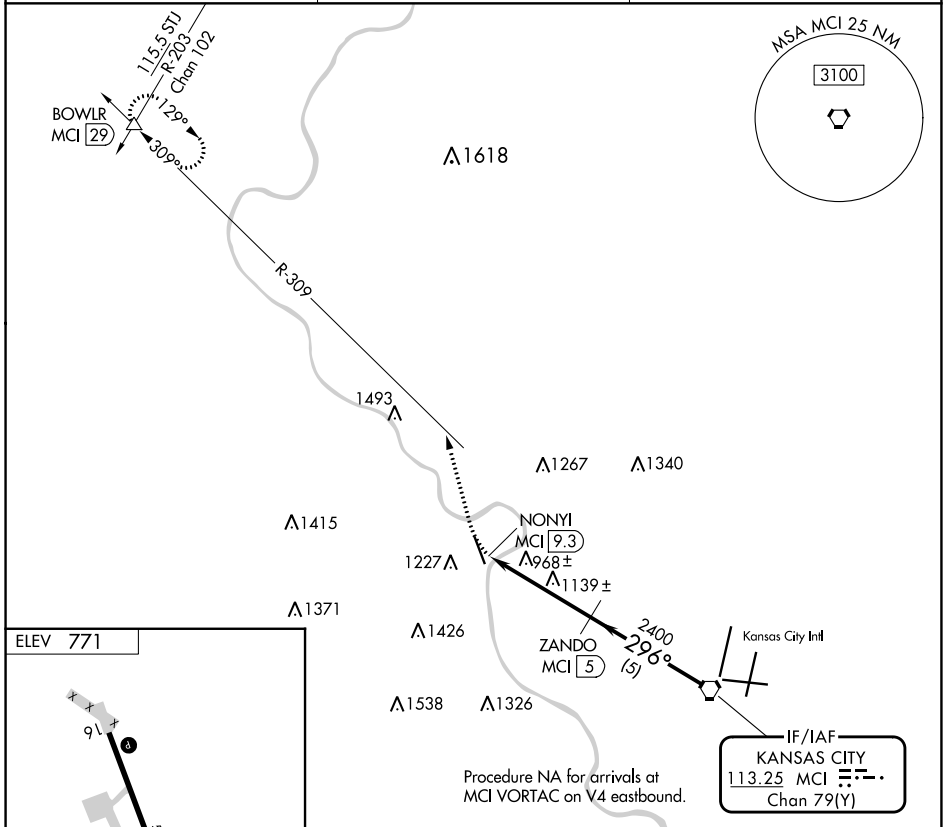 115.5 STJ
R-203
Chan 102
BOWLR
MCI 29
129°
309°
MSA MCI 25 NM
3100
1618
R-309
1493
1267
1340
1415
NONYI
MCI 9.3
1227
968 ±
1139 ±
1371
1426
ZANDO
MCI 5
2400
296°
(5)
Kansas City Intl
1538
1326
IF/IAF
KANSAS CITY
113.25 MCI
Chan 79(Y)
Procedure NA for arrivals at
MCI VORTAC on V4 eastbound.
ELEV 771
x x x
16
P